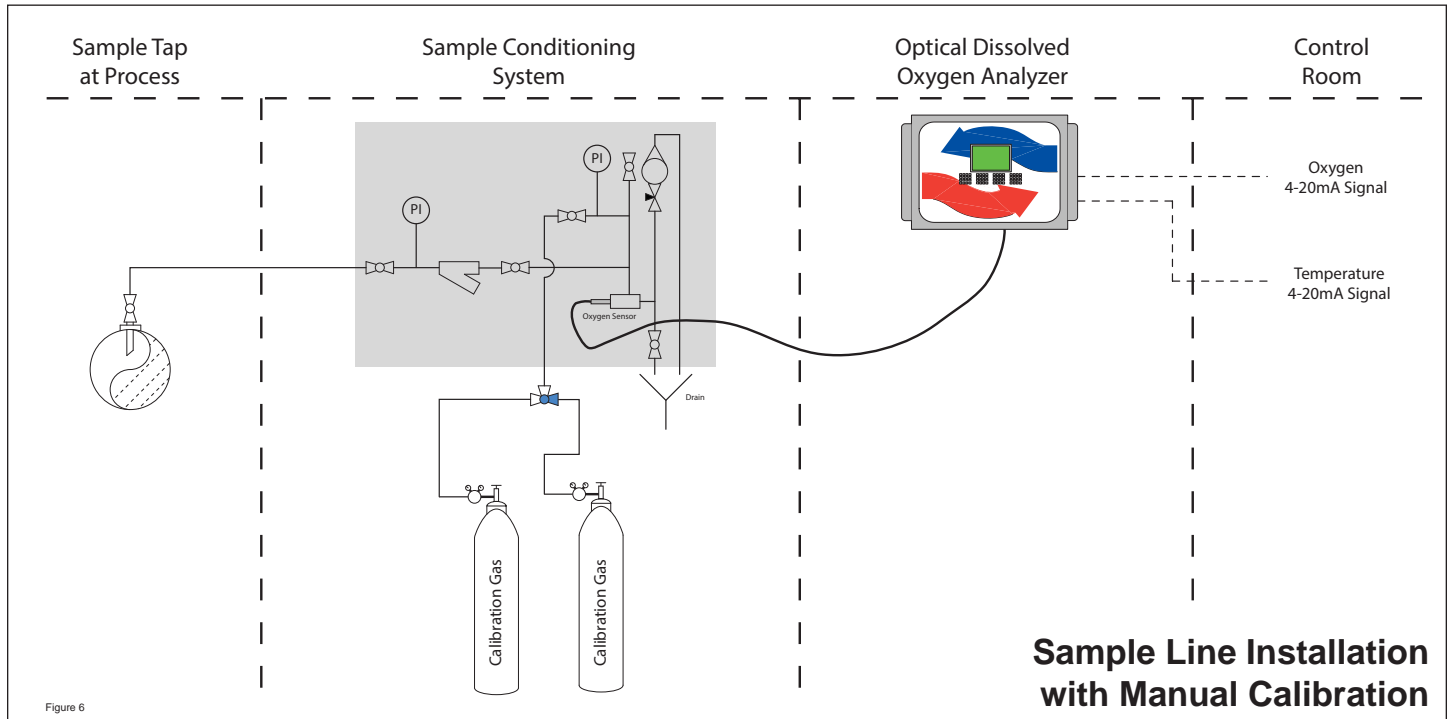 Sample Tap
at Process
Sample Conditioning
System
Optical Dissolved
Oxygen Analyzer
Control
Room
PI
PI
Oxygen Sensor
Drain
Calibration Gas
Calibration Gas
Oxygen
4-20mA Signal
Temperature
4-20mA Signal
Sample Line Installation
with Manual Calibration
Figure 6